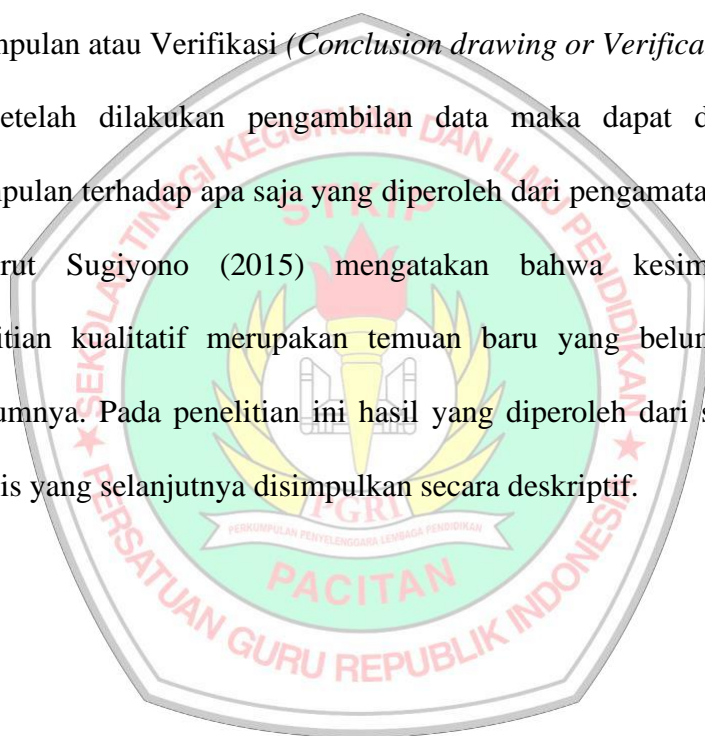 npulan atau Verifikasi (Conclusion drawing or Verifica
Setelah dilakukan pengambilan data maka dapat d
npulan terhadap apa saja yang diperoleh dari pengamata
rut Sugiyono (2015) mengatakan bahwa kesim
itian kualitatif merupakan temuan baru yang belun
umnya. Pada penelitian ini hasil yang diperoleh dari s
is yang selanjutnya disimpulkan secara deskriptif.
SEKOLAH TINGGI KEGURUAN DAN ILMU PENDIDIKAN
STKIP
PGRI
PERKUMPULAN PENYELENGGARA LEMBAGA PENDIDIKAN
PACITAN
★ PERSATUAN GURU REPUBLIK INDONESIA ★